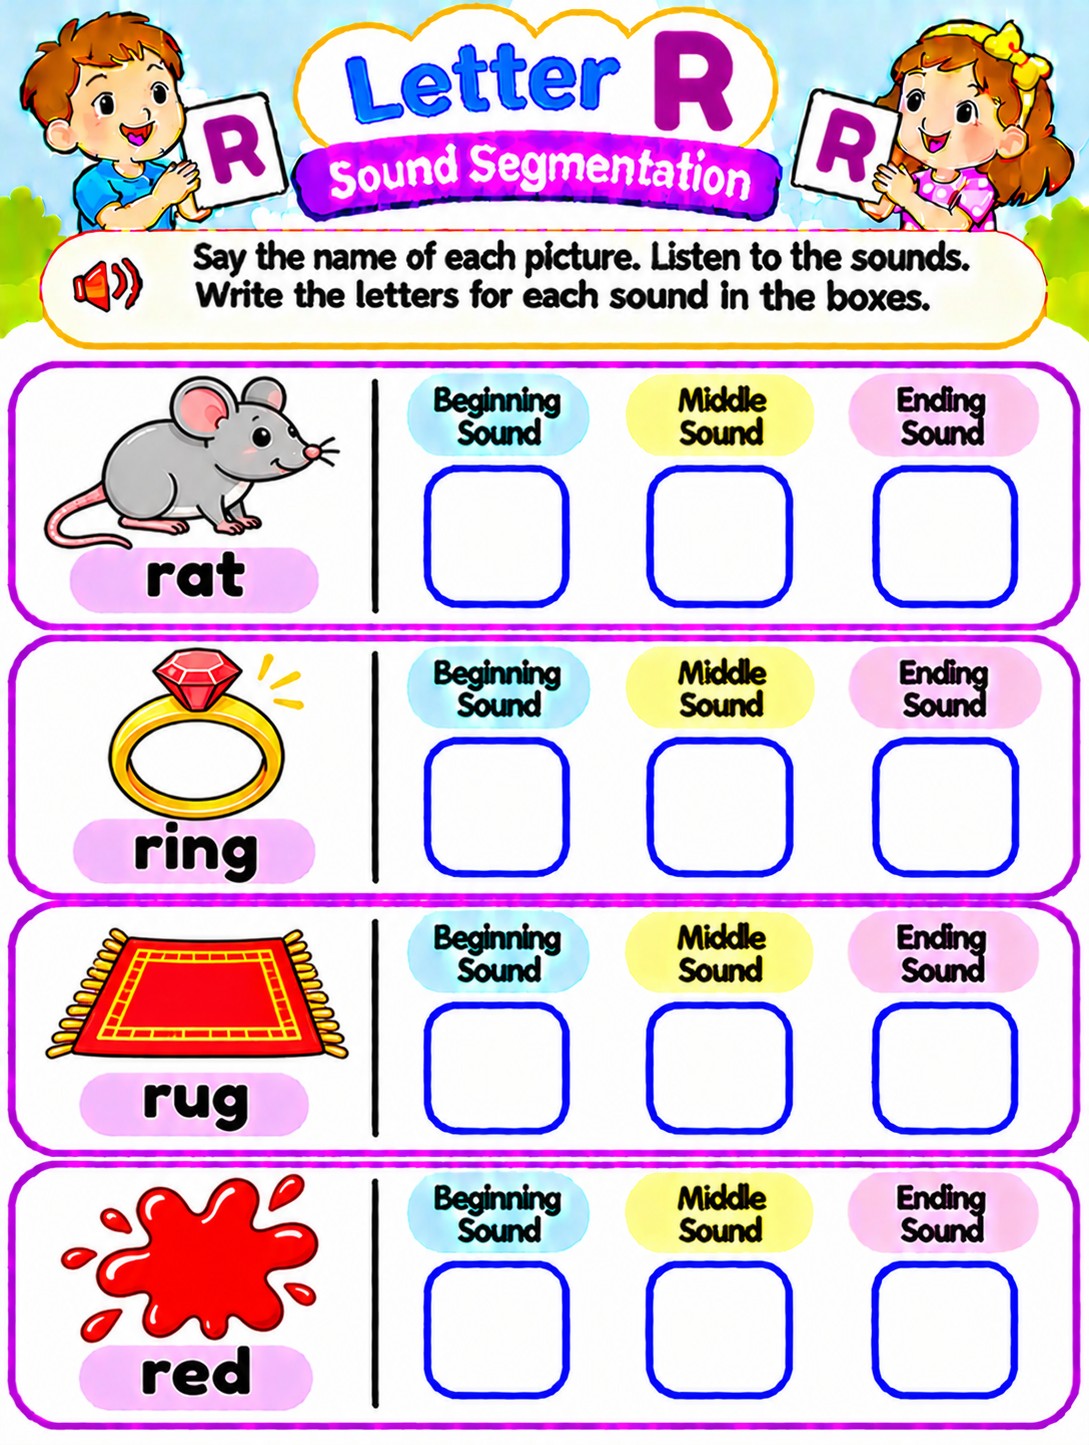 Letter R
Sound Segmentation
R
R
Say the name of each picture. Listen to the sounds.
Write the letters for each sound in the boxes.
Beginning Sound
Middle Sound
Ending Sound
rat
Beginning Sound
Middle Sound
Ending Sound
ring
Beginning Sound
Middle Sound
Ending Sound
rug
Beginning Sound
Middle Sound
Ending Sound
red